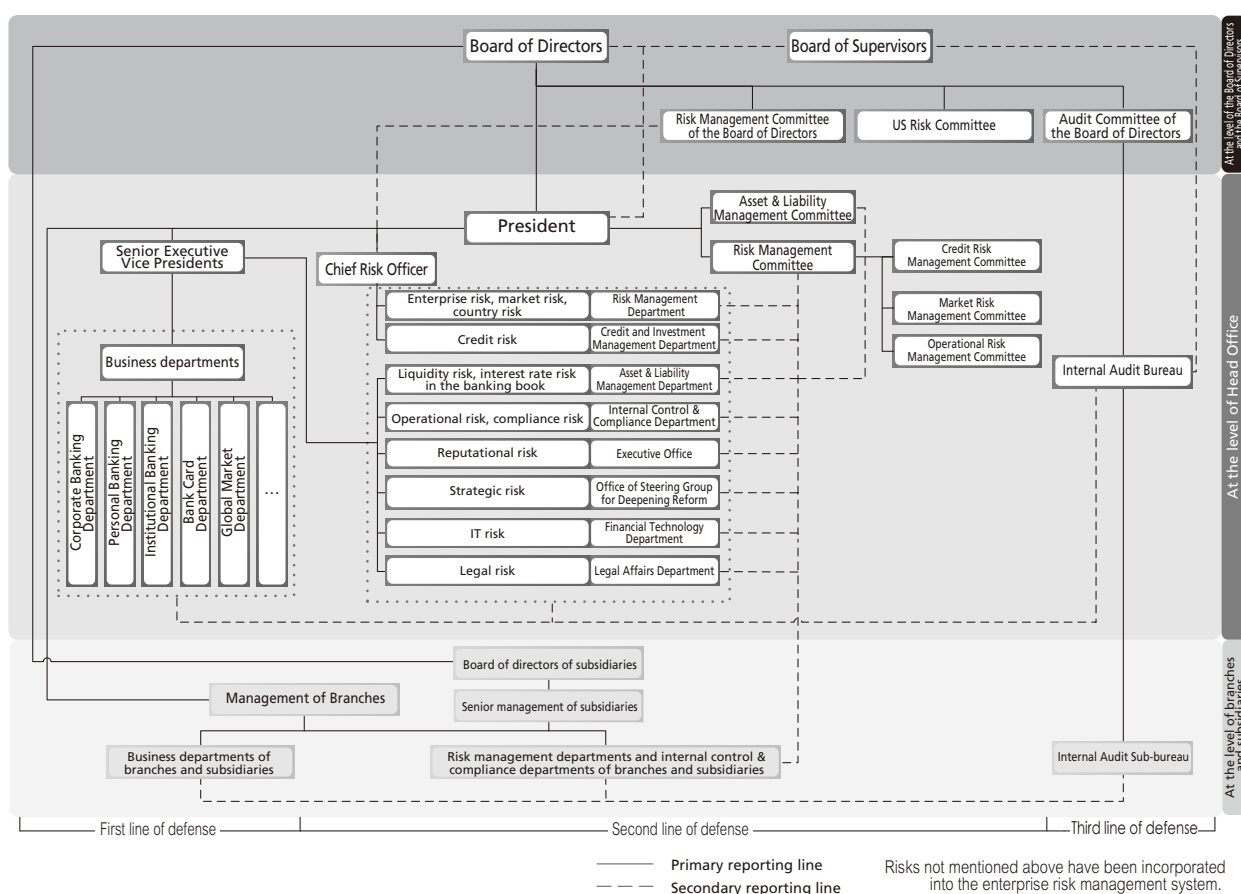 Board of Directors
Board of Supervisors
Risk Management Committee
of the Board of Directors
US Risk Committee
Audit Committee of
the Board of Directors
At the level of the Board of Directors
and the Board of Supervisors
President
Asset & Liability
Management Committee
Senior Executive
Vice Presidents
Chief Risk Officer
Risk Management
Committee
Credit Risk
Management Committee
Market Risk
Management Committee
Operational Risk
Management Committee
Enterprise risk, market risk,
country risk
Risk Management
Department
Credit risk
Credit and Investment
Management Department
Liquidity risk, interest rate risk
in the banking book
Asset & Liability
Management Department
Operational risk, compliance risk
Internal Control &
Compliance Department
Reputational risk
Executive Office
Strategic risk
Office of Steering Group
for Deepening Reform
IT risk
Financial Technology
Department
Legal risk
Legal Affairs Department
Business departments
Corporate Banking
Department
Personal Banking
Department
Institutional Banking
Department
Bank Card
Department
Global Market
Department
...
Internal Audit Bureau
At the level of Head Office
Board of directors of subsidiaries
Management of Branches
Senior management of subsidiaries
Business departments of
branches and subsidiaries
Risk management departments and internal control &
compliance departments of branches and subsidiaries
Internal Audit Sub-bureau
At the level of branches
and subsidiaries
First line of defense
Second line of defense
Third line of defense
Primary reporting line
Secondary reporting line
Risks not mentioned above have been incorporated
into the enterprise risk management system.